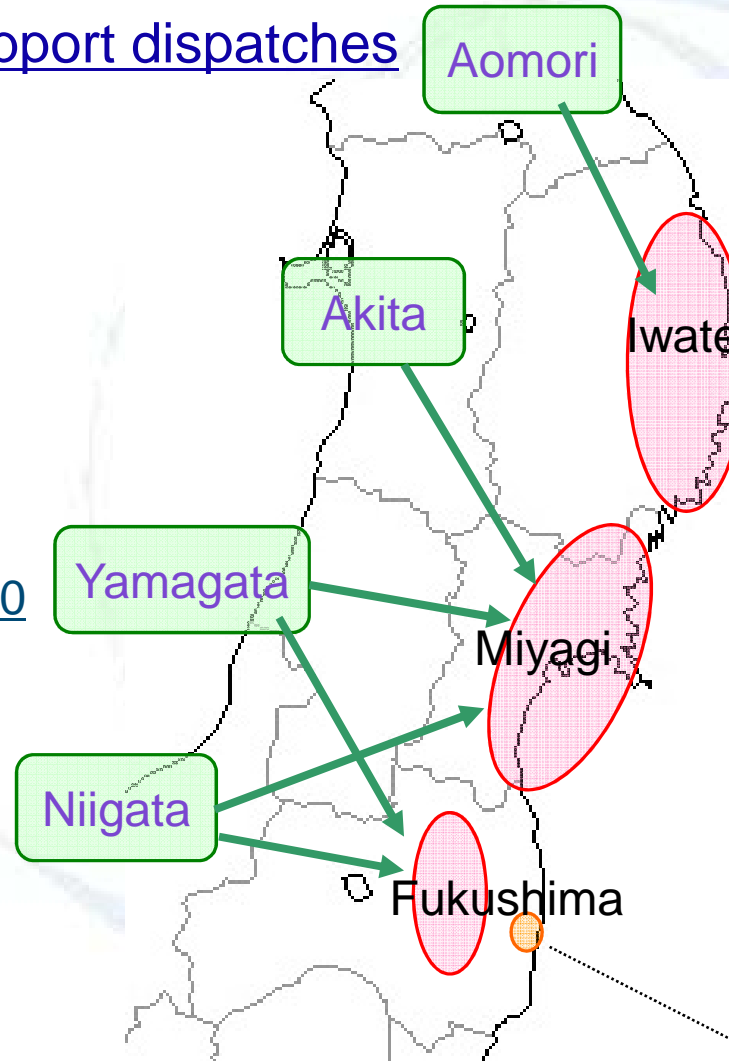 pport dispatches
Aomori
Akita
Iwate
Yamagata
0
Miyagi
Niigata
Fukushima